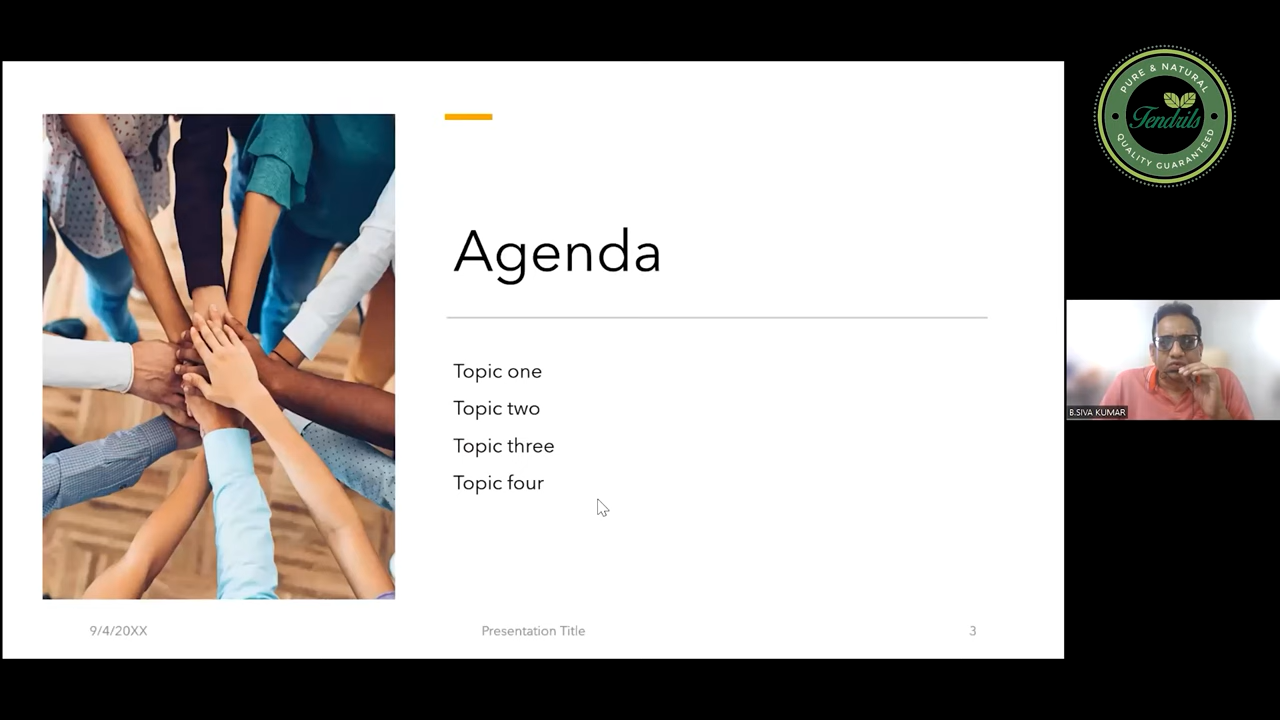 Agenda
Topic one
Topic two
Topic three
Topic four
9/4/20XX
Presentation Title
3
PURE & NATURAL
Tendrils
QUALITY GUARANTEED
B.SIVA KUMAR